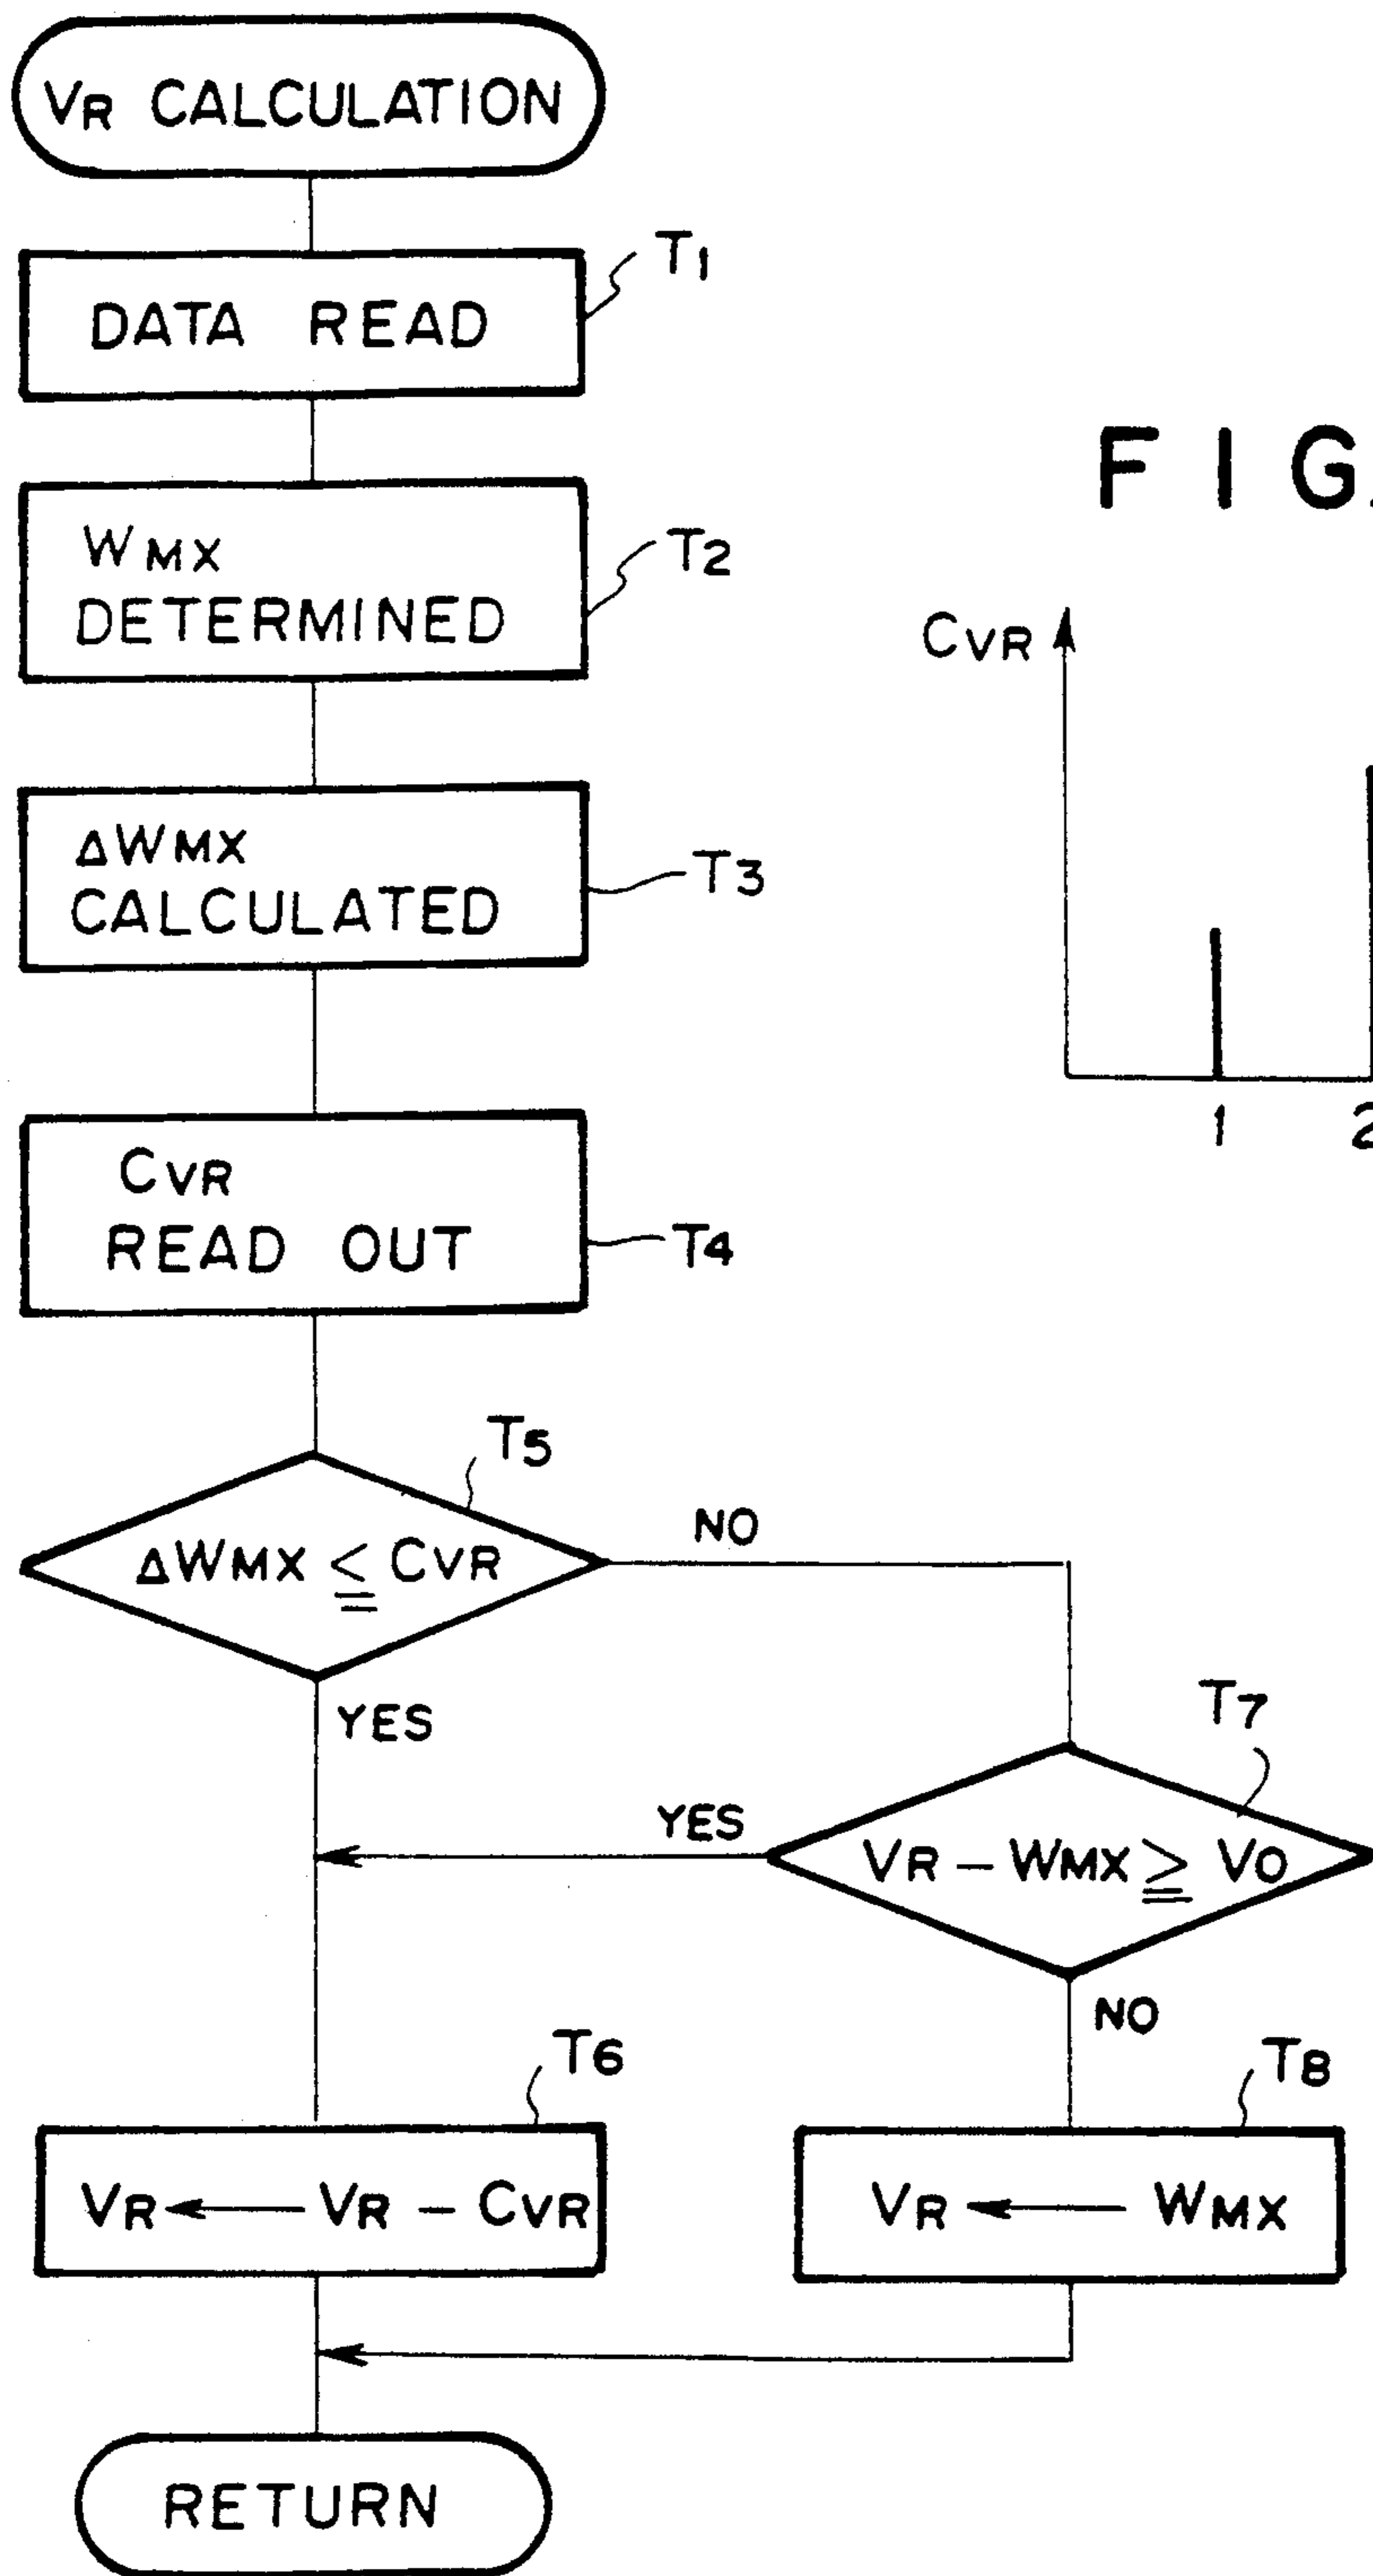 VR CALCULATION
DATA READ
T1
WMX
DETERMINED
T2
ΔWMX
CALCULATED
T3
CVR
READ OUT
T4
ΔWMX ≦ CVR
T5
NO
YES
VR - WMX ≧ VO
T7
YES
NO
VR ← VR - CVR
T6
VR ← WMX
T8
RETURN
FIG.
CVR
1 2